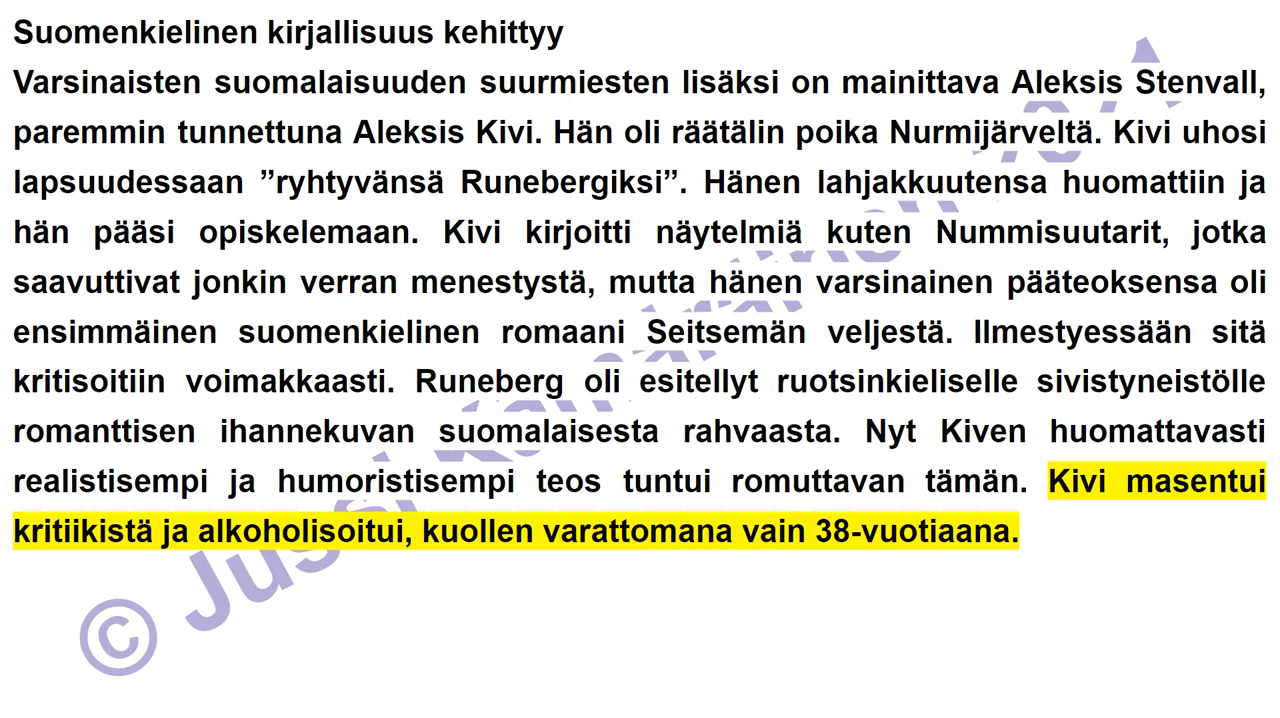 Suomenkielinen kirjallisuus kehittyy
Varsinaisten suomalaisuuden suurmiesten lisäksi on mainittava Aleksis Stenvall,
paremmin tunnettuna Aleksis Kivi. Hän oli räätälin poika Nurmijärveltä. Kivi uhosi
lapsuudessaan ”ryhtyvänsä Runebergiksi”. Hänen lahjakkuutensa huomattiin ja
hän pääsi opiskelemaan. Kivi kirjoitti näytelmiä kuten Nummisuutarit, jotka
saavuttivat jonkin verran menestystä, mutta hänen varsinainen pääteoksensa oli
ensimmäinen suomenkielinen romaani Seitsemän veljestä. Ilmestyessään sitä
kritisoitiin voimakkaasti. Runeberg oli esitellyt ruotsinkieliselle sivistyneistölle
romanttisen ihannekuvan suomalaisesta rahvaasta. Nyt Kiven huomattavasti
realistisempi ja humoristisempi teos tuntui romuttavan tämän. Kivi masentui
kritiikistä ja alkoholisoitui, kuollen varattomana vain 38-vuotiaana.
© Jussi